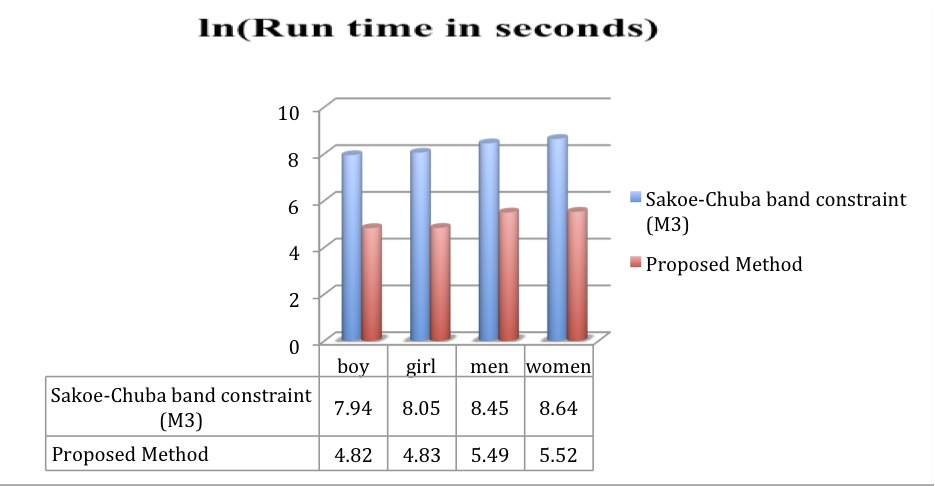 ln(Run time in seconds)
10
8
6
4
2
0
Sakoe-Chuba band constraint
(M3)
Proposed Method
boy girl men women
Sakoe-Chuba band constraint
(M3)
7.94 8.05 8.45 8.64
Proposed Method 4.82 4.83 5.49 5.52